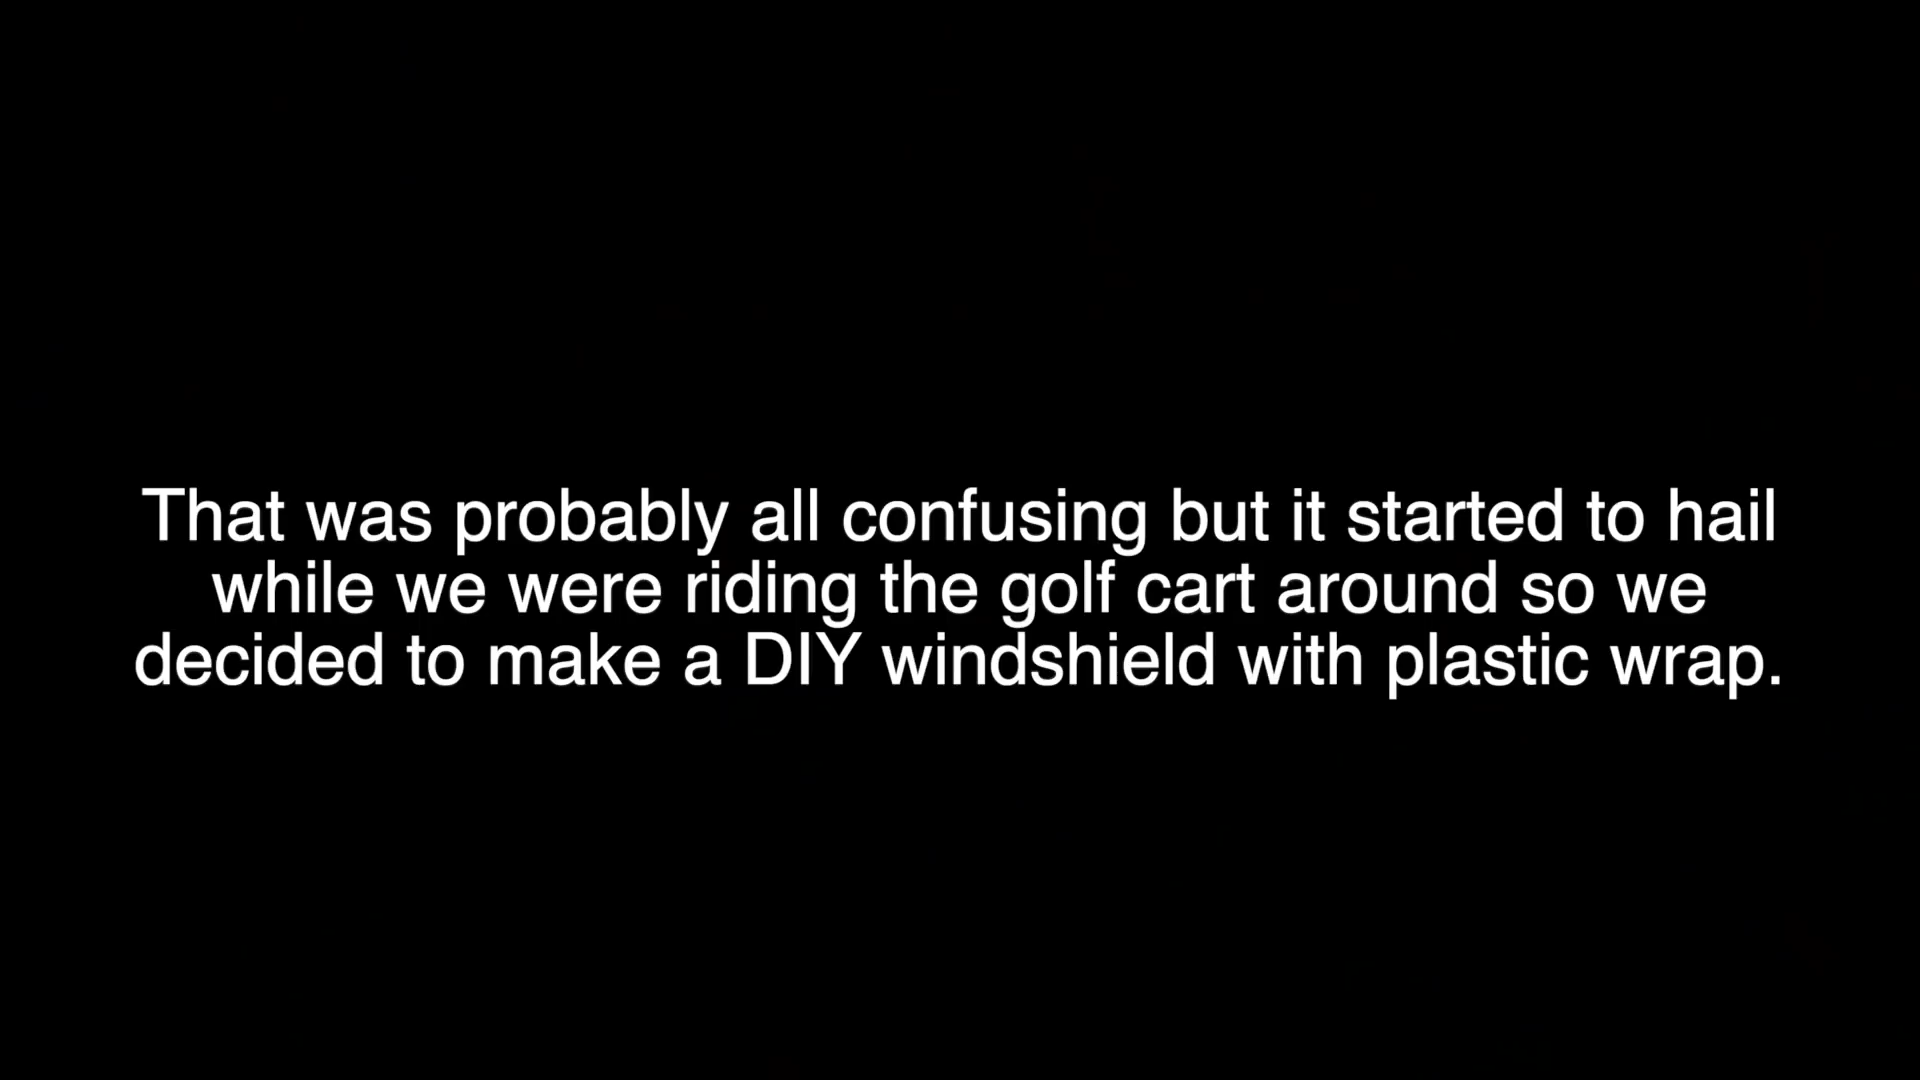 That was probably all confusing but it started to hail
while we were riding the golf cart around so we
decided to make a DIY windshield with plastic wrap.